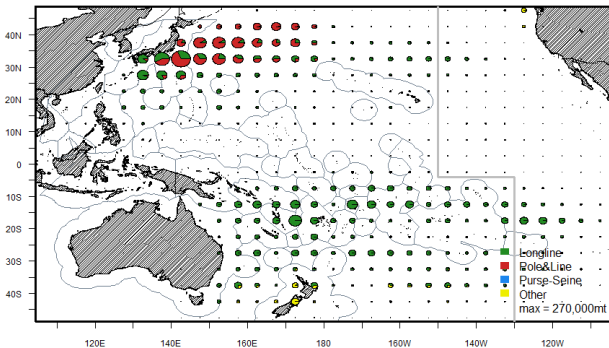 40N
30N
20N
10N
0
10S
20S
30S
40S
Longline
Pole&Line
Purse-Seine
Other
max = 270,000mt
120E 140E 160E 180 160W 140W 120W